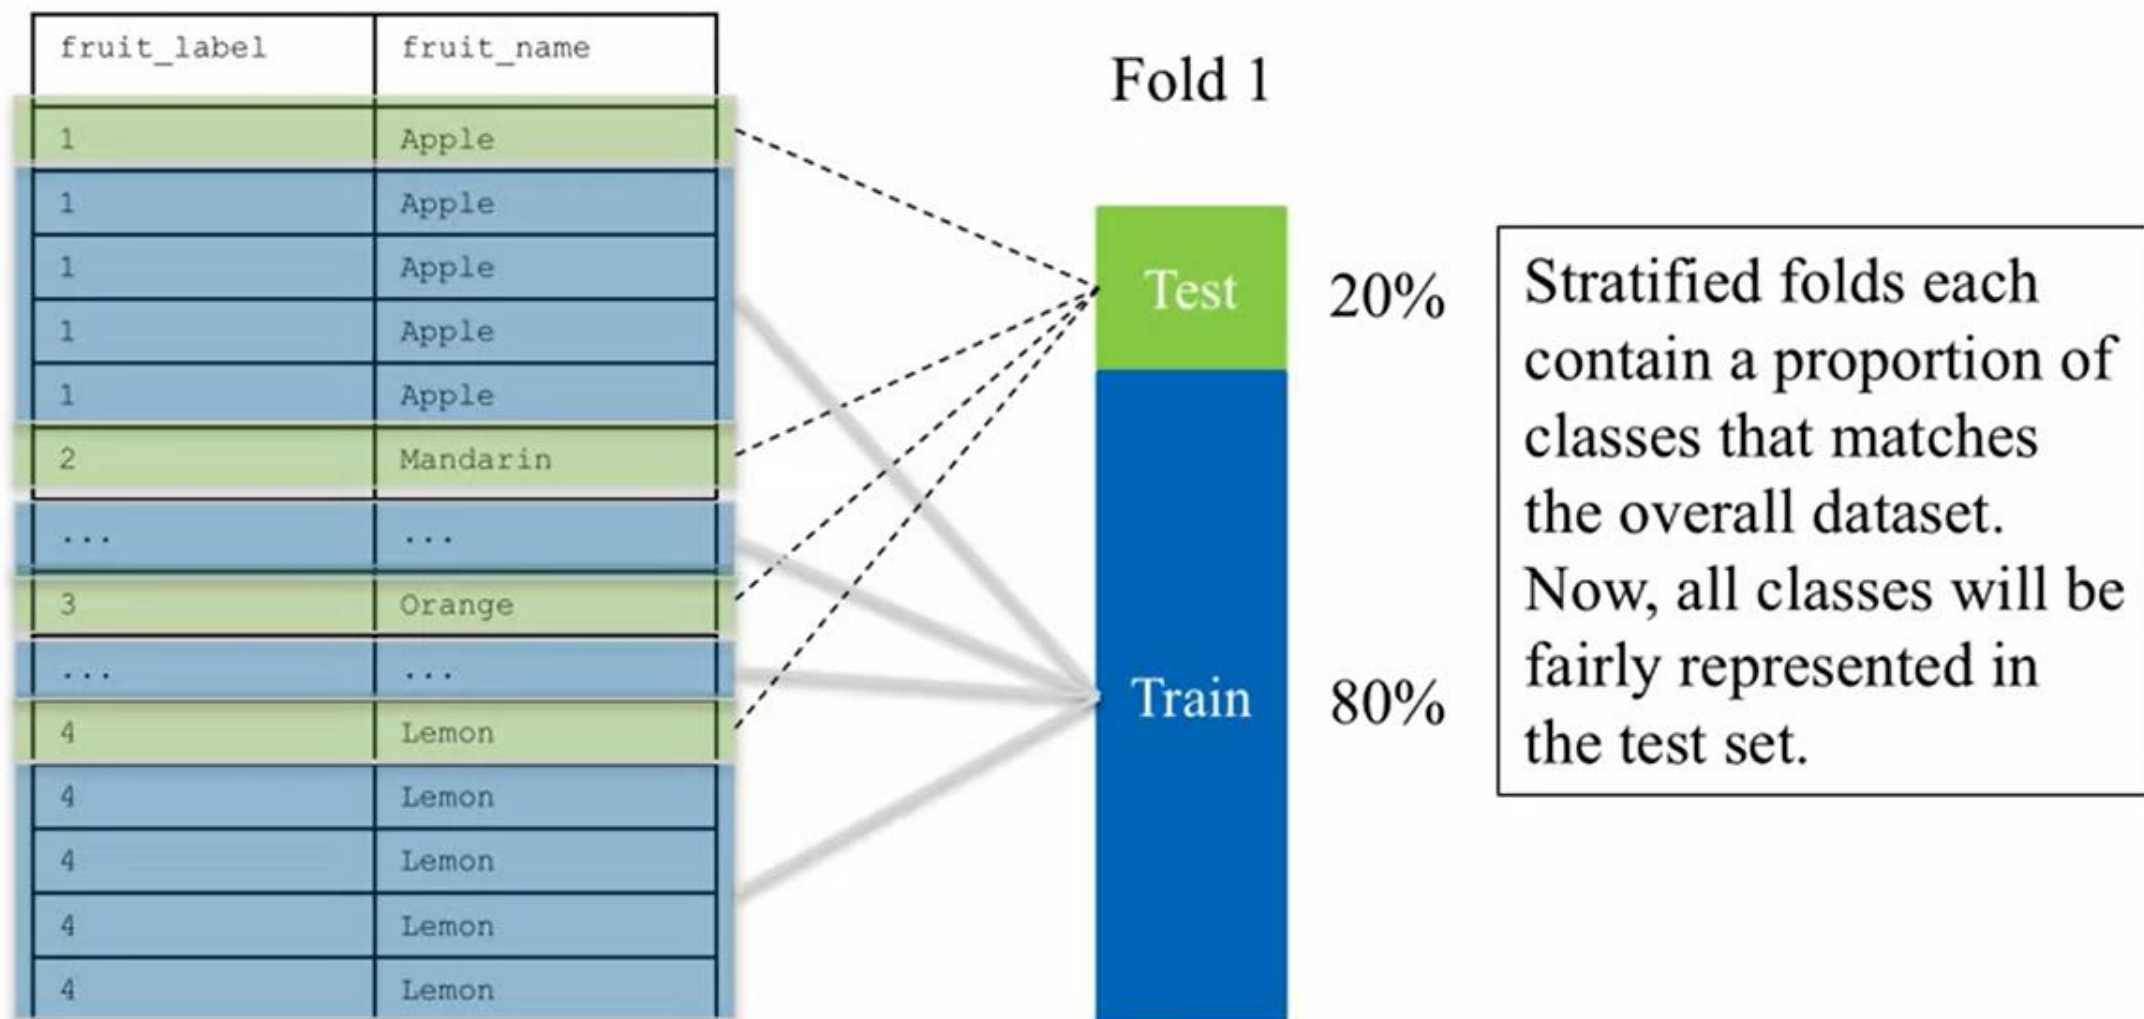 fruit_label fruit_name
1 Apple
1 Apple
1 Apple
1 Apple
1 Apple
2 Mandarin
... ...
3 Orange
... ...
4 Lemon
4 Lemon
4 Lemon
4 Lemon
4 Lemon
Fold 1
Test
20%
Train
80%
Stratified folds each
contain a proportion of
classes that matches
the overall dataset.
Now, all classes will be
fairly represented in
the test set.